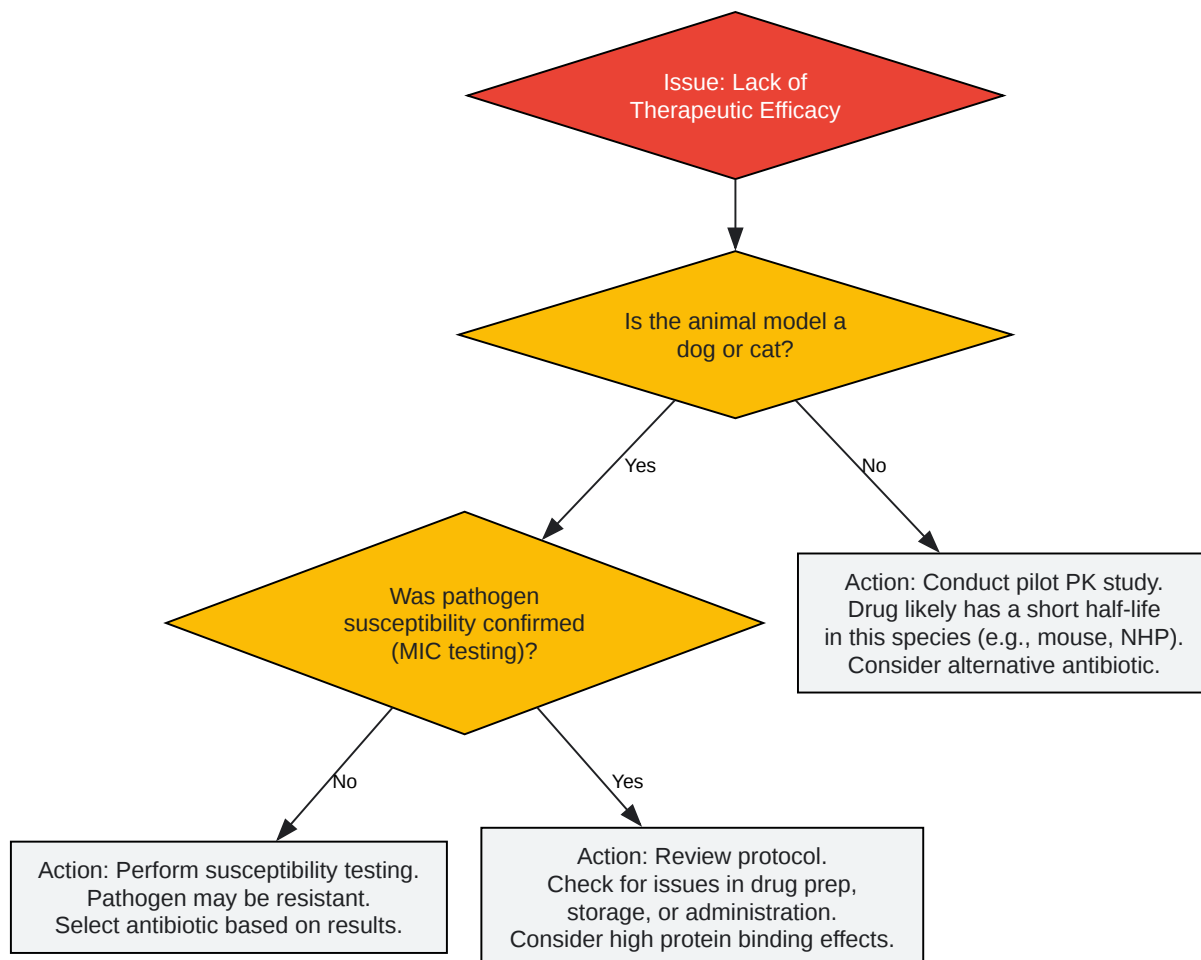 Issue: Lack of
Therapeutic Efficacy
Is the animal model a
dog or cat?
Yes
No
Was pathogen
susceptibility confirmed
(MIC testing)?
Action: Conduct pilot PK study.
Drug likely has a short half-life
in this species (e.g., mouse, NHP).
Consider alternative antibiotic.
No
Yes
Action: Perform susceptibility testing.
Pathogen may be resistant.
Select antibiotic based on results.
Action: Review protocol.
Check for issues in drug prep,
storage, or administration.
Consider high protein binding effects.